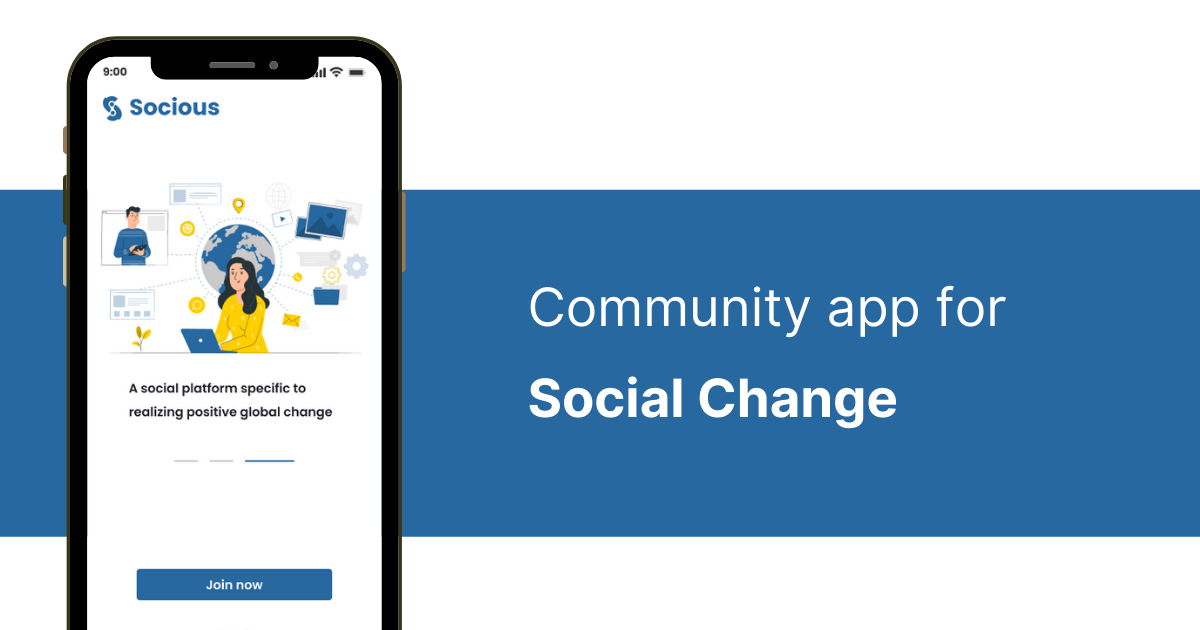 9:00
Socious
A social platform specific to
realizing positive global change
Join now
Community app for
Social Change